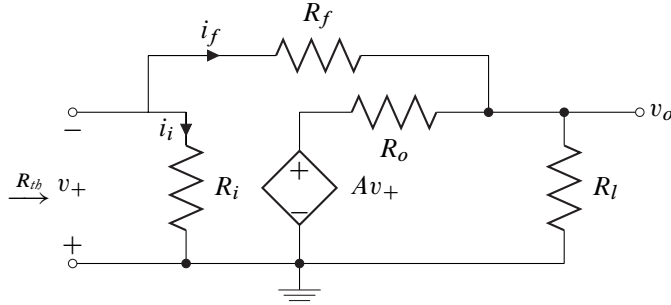 R_f
i_f
−
v_o
i_i
R_o
R_th
v_+
R_i
+
−
Av_+
R_l
+